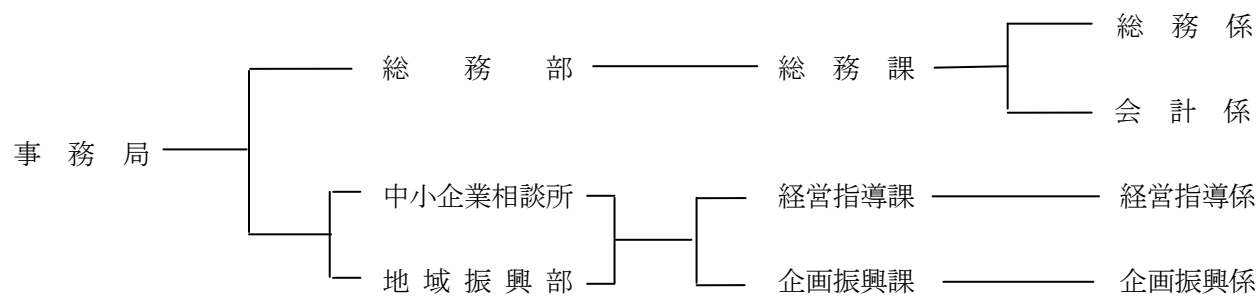 総務係
総務部 総務課
会計係
事務局
中小企業相談所 経営指導課 経営指導係
地域振興部 企画振興課 企画振興係